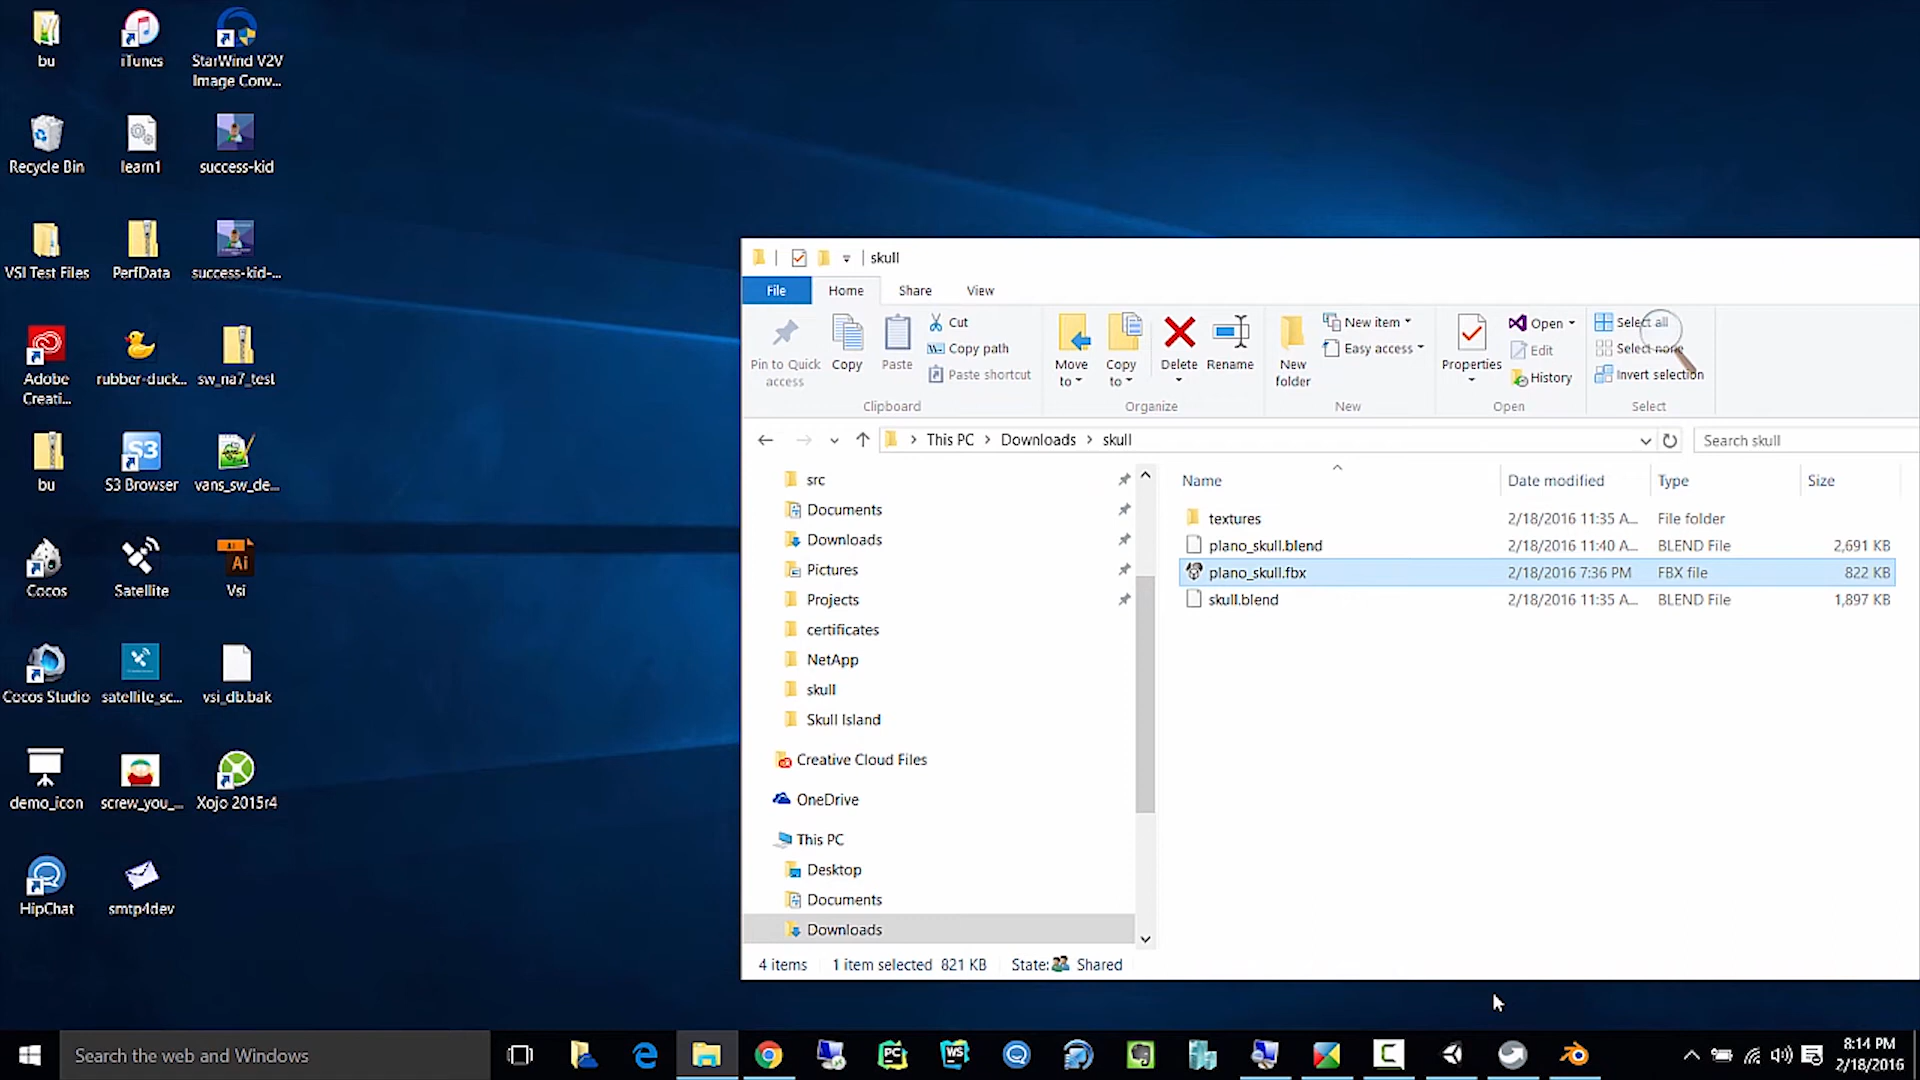 bu
iTunes
StarWind V2V
Image Conv...
Recycle Bin
learn1
success-kid
VSI Test Files
PerfData
success-kid-...
Adobe
Creati...
rubber-duck...
sw_na7_test
bu
S3
S3 Browser
vans_sw_de...
Cocos
Satellite
Ai
Vsi
Cocos Studio
satellite_sc...
vsi_db.bak
demo_icon
screw_you_...
Xojo 2015r4
HipChat
smtp4dev
skull
File
Home
Share
View
Pin to Quick
access
Copy
Paste
Cut
Copy path
Paste shortcut
Clipboard
Move
to
Copy
to
Delete
Rename
Organize
New
folder
New item
Easy access
New
Properties
Open
Edit
History
Open
Select all
Select none
Invert selection
Select
This PC > Downloads > skull
Search skull
src
Documents
Downloads
Pictures
Projects
certificates
NetApp
skull
Skull Island
Creative Cloud Files
OneDrive
This PC
Desktop
Documents
Downloads
Name Date modified Type Size
textures 2/18/2016 11:35 A... File folder
plano_skull.blend 2/18/2016 11:40 A... BLEND File 2,691 KB
plano_skull.fbx 2/18/2016 7:36 PM FBX file 822 KB
skull.blend 2/18/2016 11:35 A... BLEND File 1,897 KB
4 items 1 item selected 821 KB State: Shared
Search the web and Windows
PC
WS
C
8:14 PM
2/18/2016